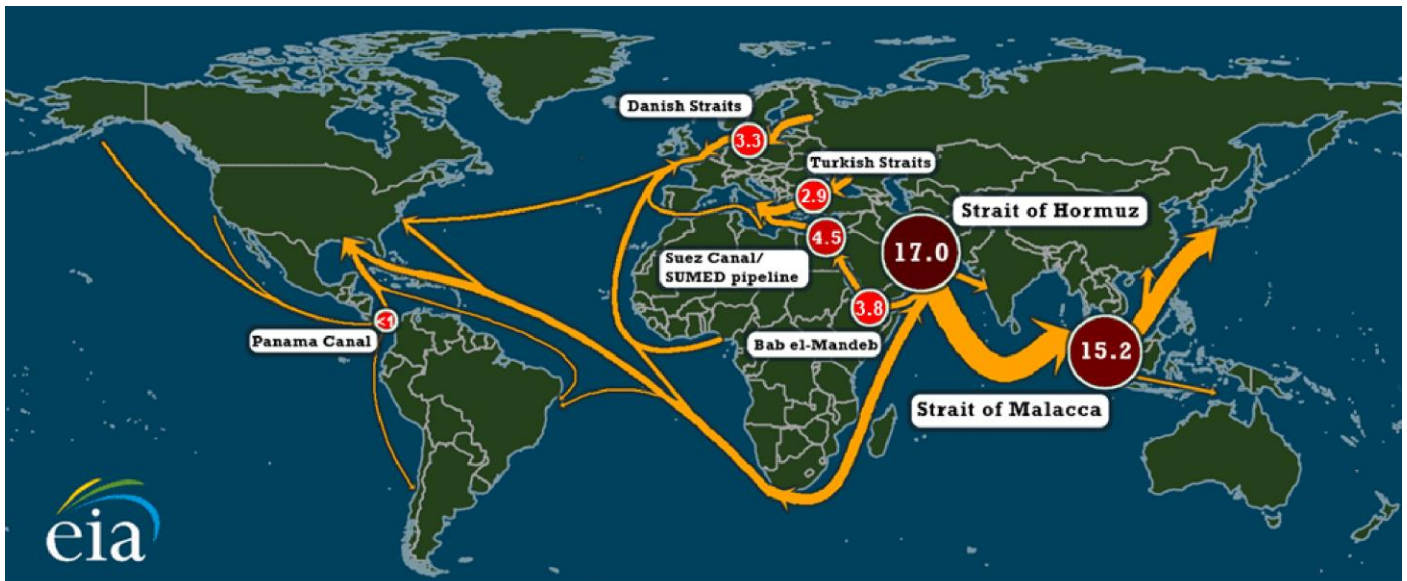 Danish Straits
3.3
Turkish Straits
2.9
Strait of Hormuz
17.0
4.5
Suez Canal/
SUMED pipeline
3.8
Bab el-Mandeb
<1
Panama Canal
15.2
Strait of Malacca
eia